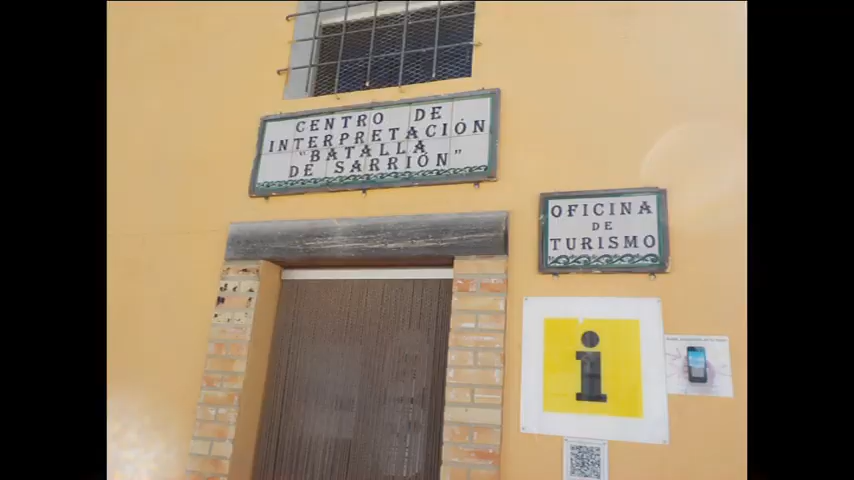 CENTRO DE
INTERPRETACIÓN
"BATALLA
DE SARRIÓN"
OFICINA
DE
TURISMO
i